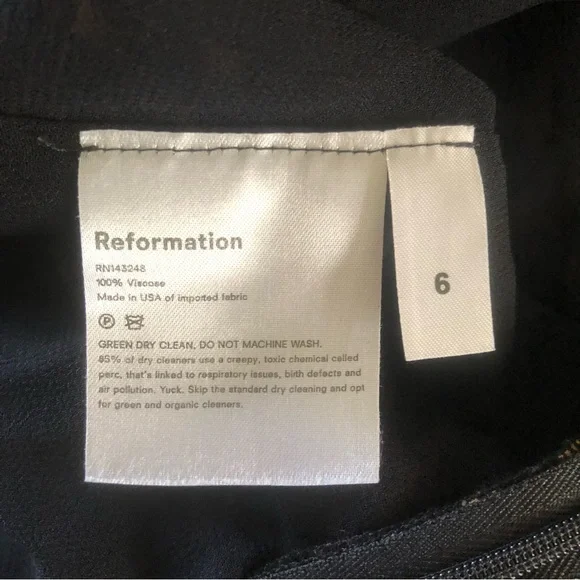 Reformation
RN143248
100% Viscose
Made in USA of imported fabric
P
GREEN DRY CLEAN, DO NOT MACHINE WASH.
85% of dry cleaners use a creepy, toxic chemical called
perc, that's linked to respiratory issues, birth defects and
air pollution. Yuck. Skip the standard dry cleaning and opt
for green and organic cleaners.
6